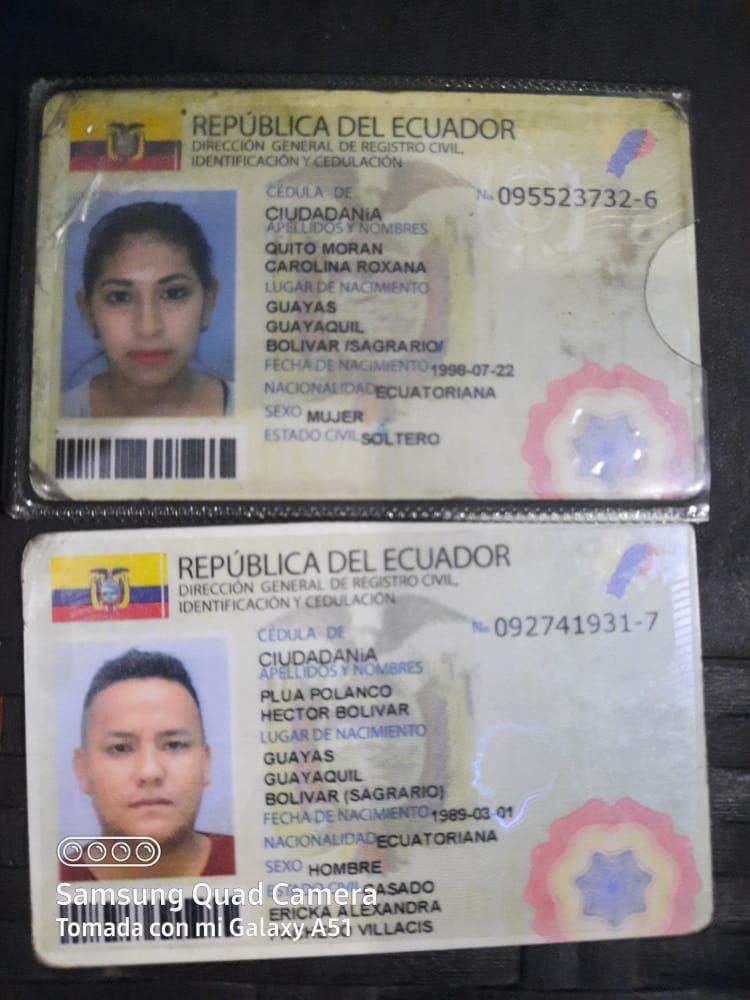 REPÚBLICA DEL ECUADOR
DIRECCIÓN GENERAL DE REGISTRO CIVIL,
IDENTIFICACIÓN Y CEDULACIÓN
CÉDULA DE No. 095523732-6
CIUDADANÍA
APELLIDOS Y NOMBRES
QUITO MORAN
CAROLINA ROXANA
LUGAR DE NACIMIENTO
GUAYAS
GUAYAQUIL
BOLIVAR /SAGRARIO/
FECHA DE NACIMIENTO 1998-07-22
NACIONALIDAD ECUATORIANA
SEXO MUJER
ESTADO CIVIL SOLTERO
REPÚBLICA DEL ECUADOR
DIRECCIÓN GENERAL DE REGISTRO CIVIL,
IDENTIFICACIÓN Y CEDULACIÓN
CÉDULA DE No. 092741931-7
CIUDADANÍA
APELLIDOS Y NOMBRES
PLUA POLANCO
HECTOR BOLIVAR
LUGAR DE NACIMIENTO
GUAYAS
GUAYAQUIL
BOLIVAR (SAGRARIO)
FECHA DE NACIMIENTO 1989-03-01
NACIONALIDAD ECUATORIANA
SEXO HOMBRE
ESTADO CASADO
ERICKA ALEXANDRA
VILLACIS
Samsung Quad Camera
Tomada con mi Galaxy A51